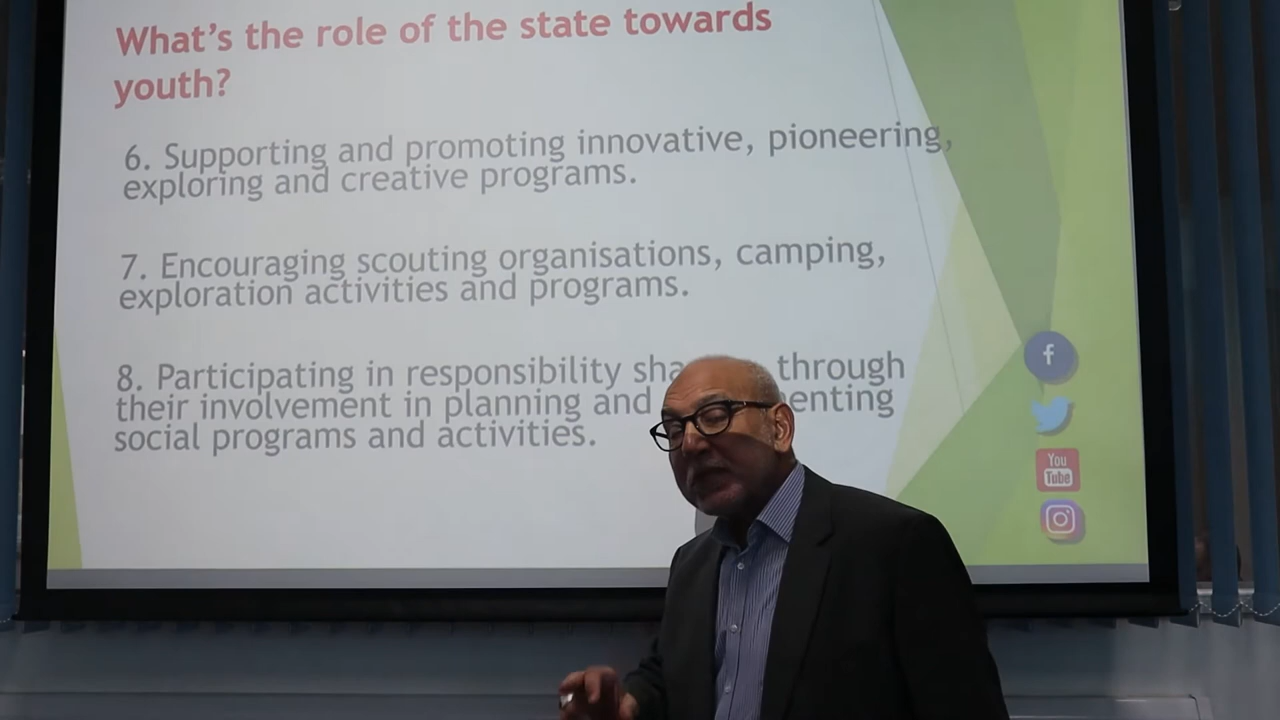 What's the role of the state towards
youth?
6. Supporting and promoting innovative, pioneering,
exploring and creative programs.
7. Encouraging scouting organisations, camping,
exploration activities and programs.
8. Participating in responsibility through
their involvement in planning and
social programs and activities.
f
You
Tube